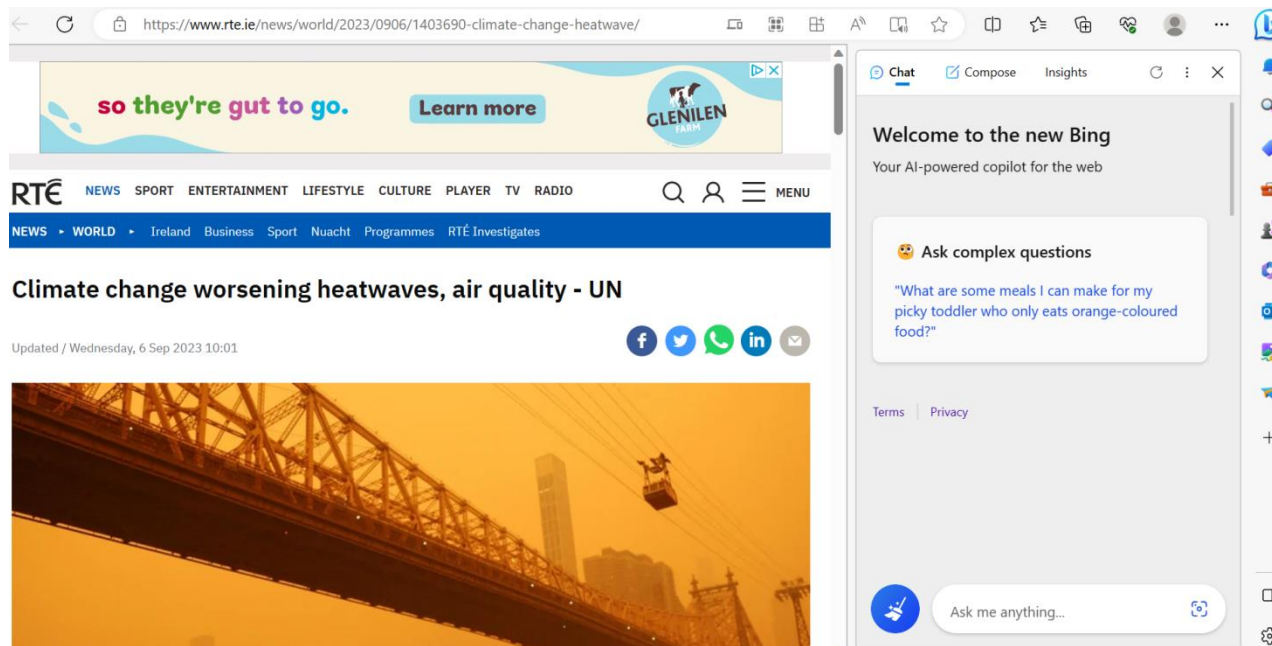 https://www.rte.ie/news/world/2023/0906/1403690-climate-change-heatwave/
so they're gut to go.
Learn more
GLENILEN
FARM
RTÉ NEWS SPORT ENTERTAINMENT LIFESTYLE CULTURE PLAYER TV RADIO MENU
NEWS ▸ WORLD ▸ Ireland Business Sport Nuacht Programmes RTÉ Investigates
Climate change worsening heatwaves, air quality - UN
Updated / Wednesday, 6 Sep 2023 10:01
Chat Compose Insights
Welcome to the new Bing
Your AI-powered copilot for the web
Ask complex questions
"What are some meals I can make for my
picky toddler who only eats orange-coloured
food?"
Terms Privacy
Ask me anything...